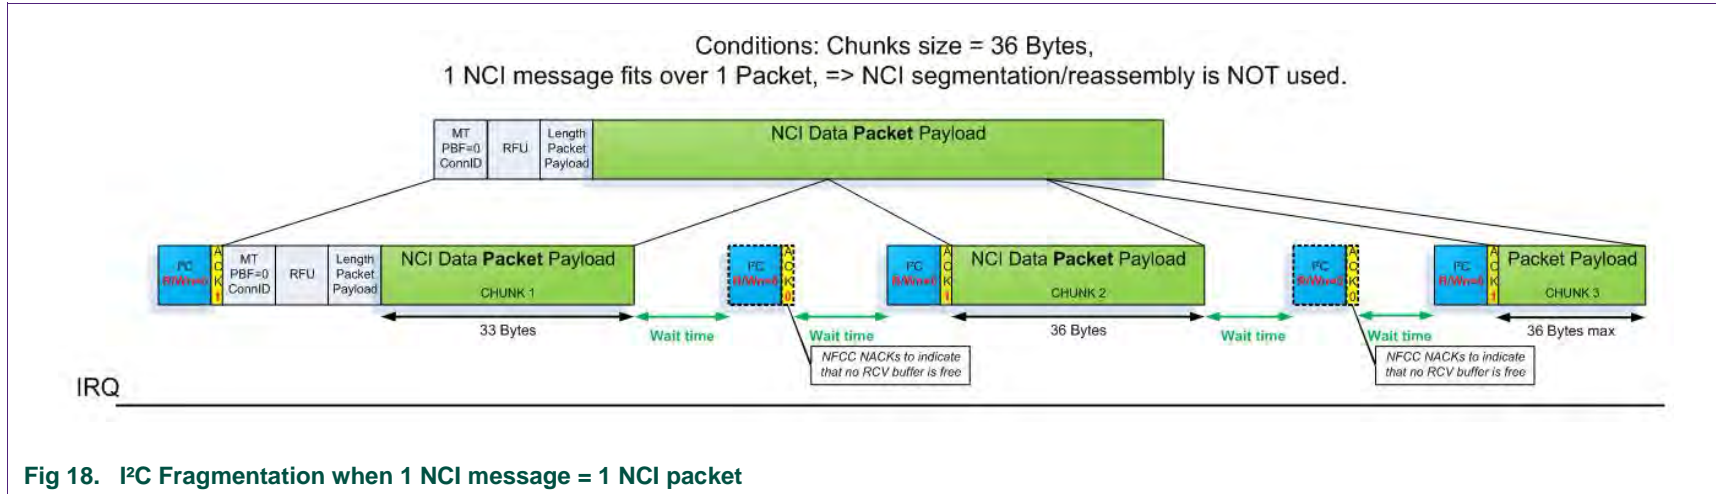 Conditions: Chunks size = 36 Bytes,
1 NCI message fits over 1 Packet, => NCI segmentation/reassembly is NOT used.
MT
PBF=0
ConnID
RFU
Length
Packet
Payload
NCI Data Packet Payload
I²C
R/Wn=0
A
C
K
1
MT
PBF=0
ConnID
RFU
Length
Packet
Payload
NCI Data Packet Payload
CHUNK 1
33 Bytes
Wait time
I²C
R/Wn=0
A
C
K
0
Wait time
NFCC NACKs to indicate
that no RCV buffer is free
I²C
R/Wn=0
A
C
K
1
NCI Data Packet Payload
CHUNK 2
36 Bytes
Wait time
I²C
R/Wn=0
A
C
K
0
Wait time
NFCC NACKs to indicate
that no RCV buffer is free
I²C
R/Wn=0
A
C
K
1
Packet Payload
CHUNK 3
36 Bytes max
IRQ
Fig 18. I²C Fragmentation when 1 NCI message = 1 NCI packet